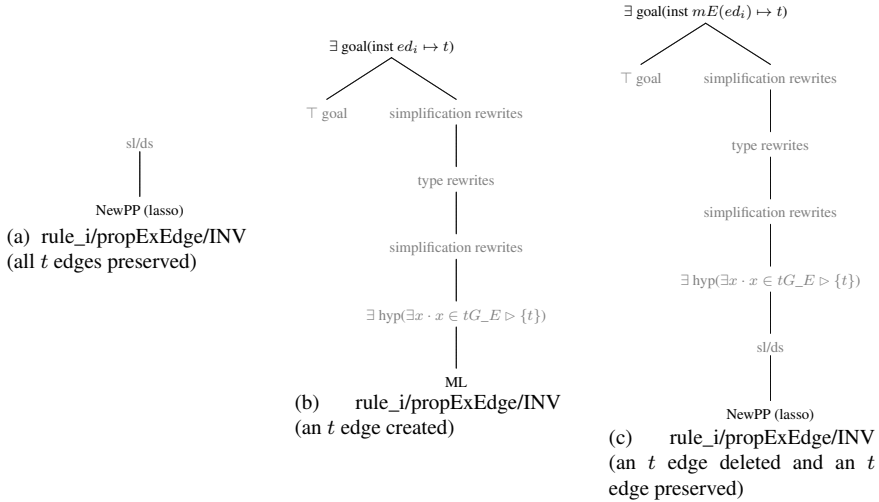 sl/ds
NewPP (lasso)
(a) rule_i/propExEdge/INV
(all t edges preserved)
∃ goal(inst ed_i ↦ t)
⊤ goal
simplification rewrites
type rewrites
simplification rewrites
∃ hyp(∃x · x ∈ tG_E ▷ {t})
ML
(b) rule_i/propExEdge/INV
(an t edge created)
∃ goal(inst mE(ed_i) ↦ t)
⊤ goal
simplification rewrites
type rewrites
simplification rewrites
∃ hyp(∃x · x ∈ tG_E ▷ {t})
sl/ds
NewPP (lasso)
(c) rule_i/propExEdge/INV
(an t edge deleted and an t
edge preserved)